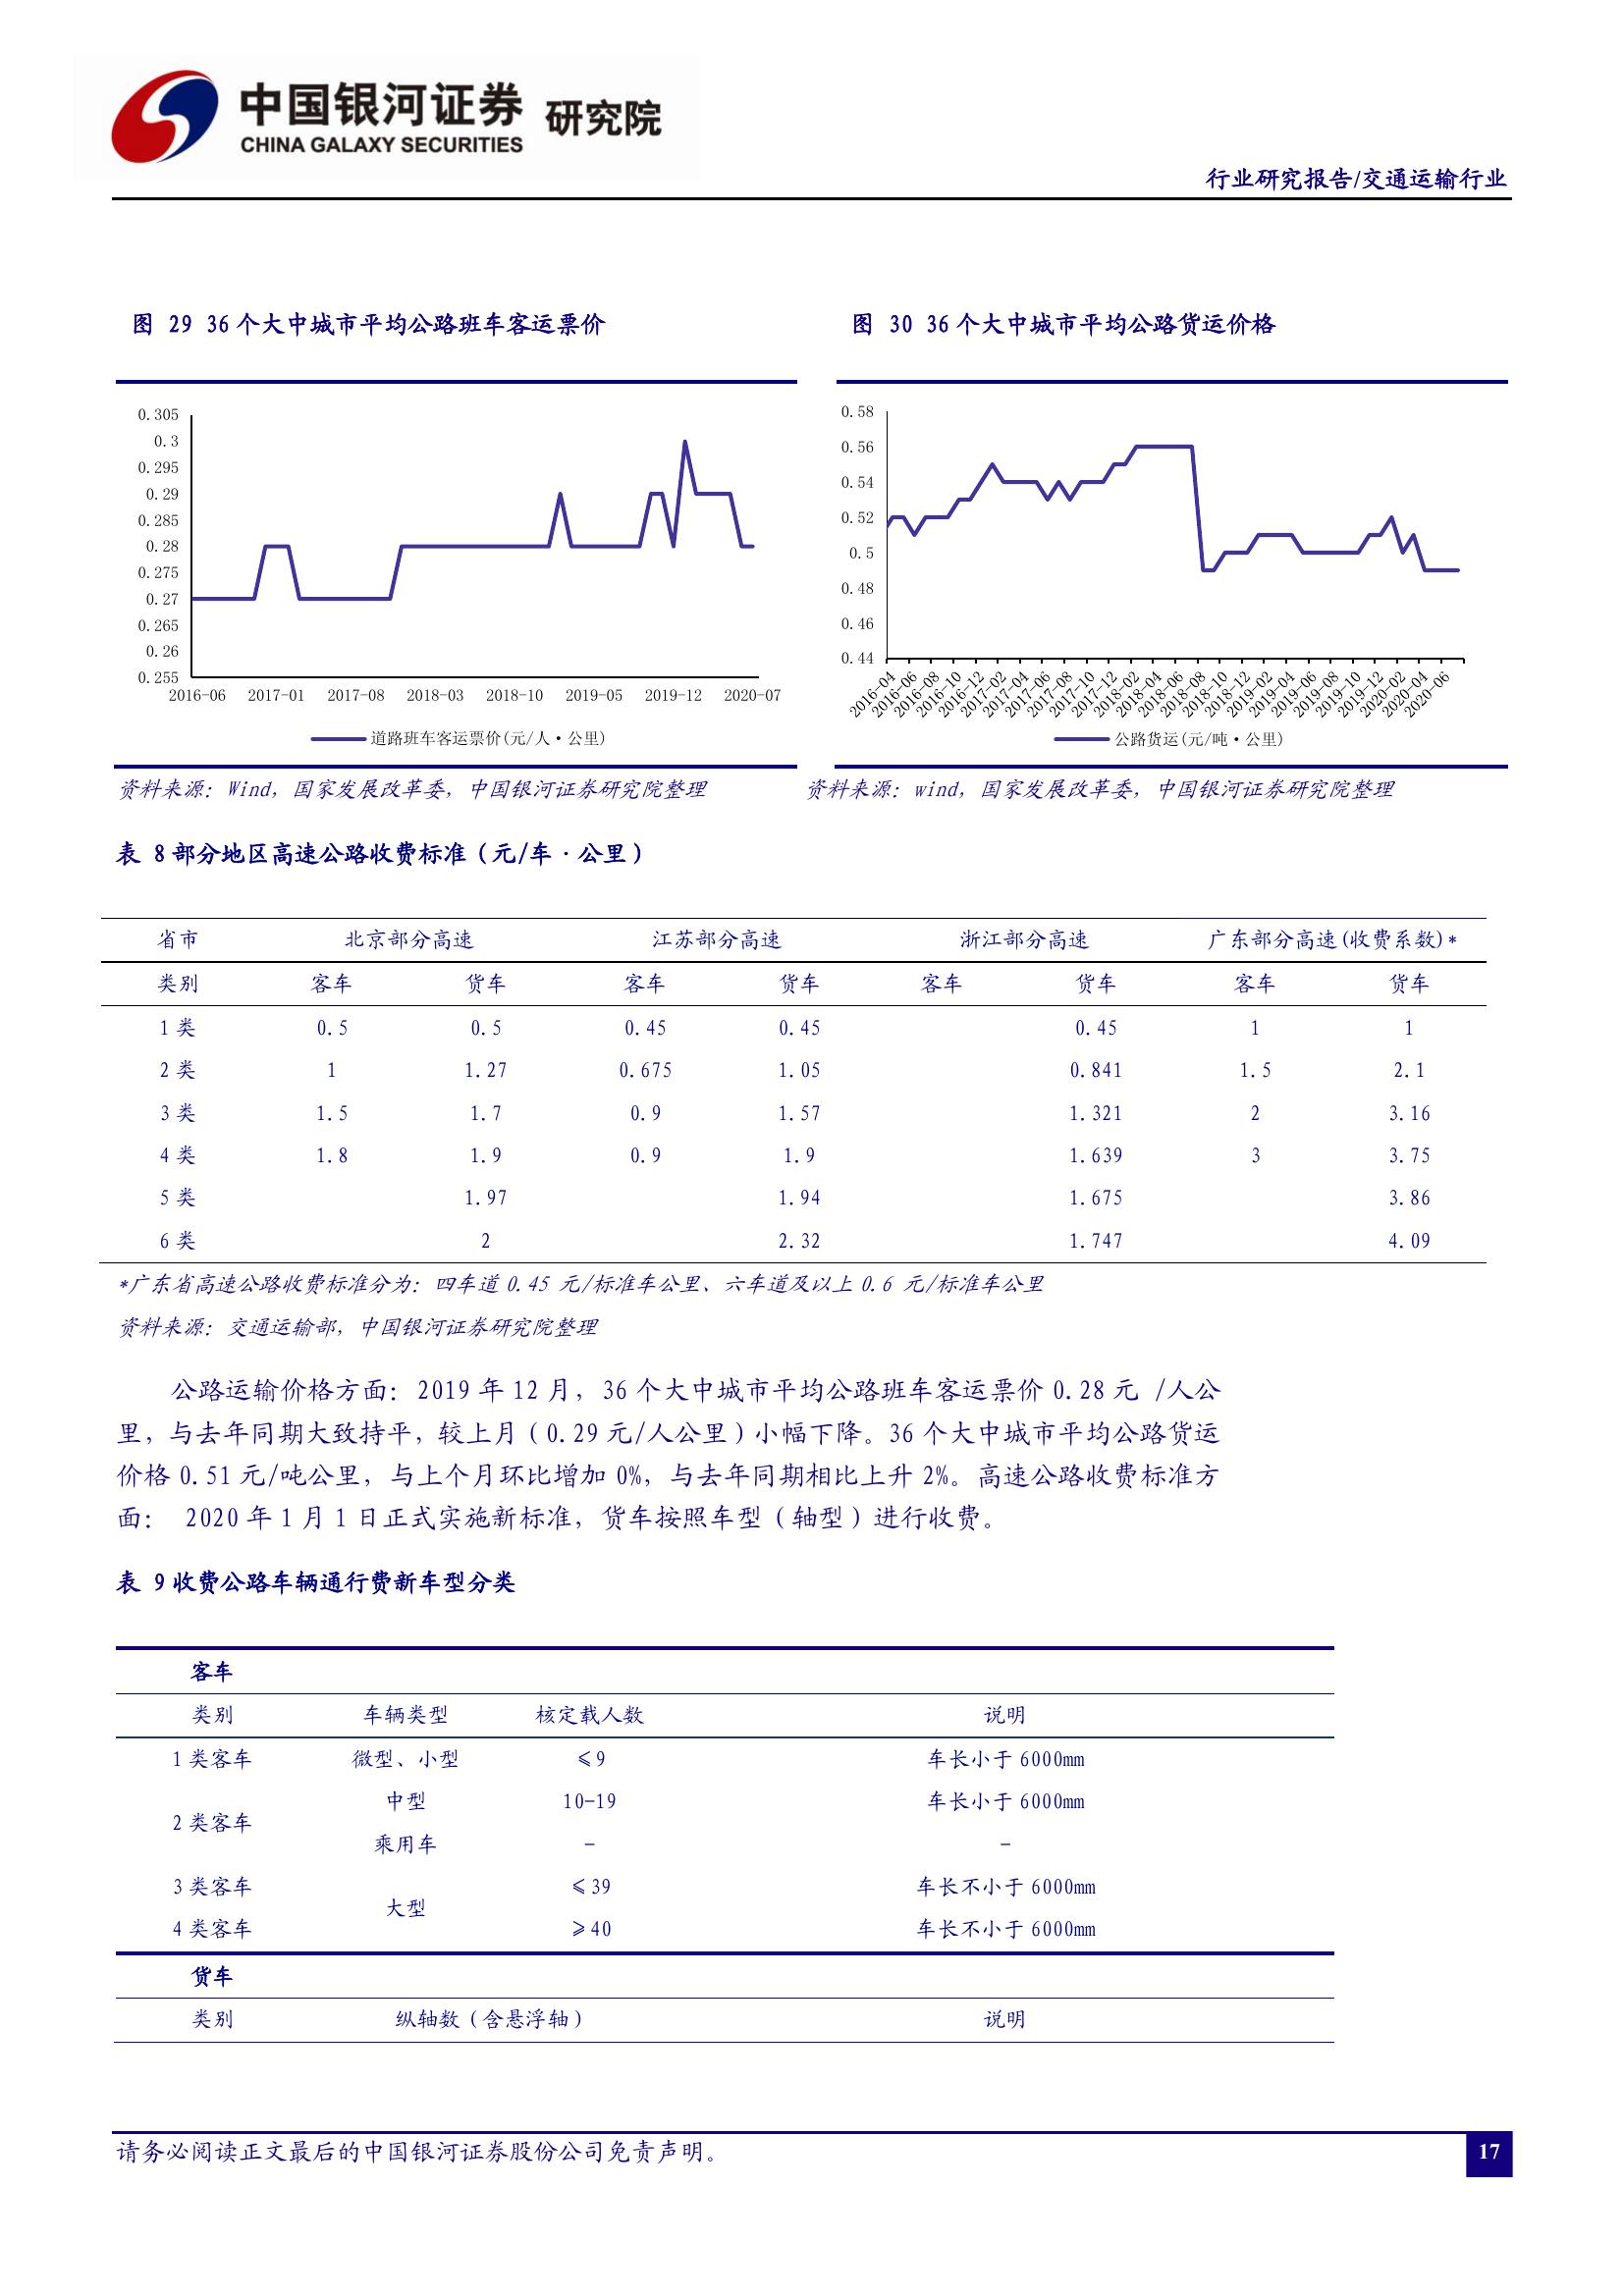 中国银河证券 研究院
CHINA GALAXY SECURITIES
行业研究报告/交通运输行业
图 29 36 个大中城市平均公路班车客运票价
0.305
0.3
0.295
0.29
0.285
0.28
0.275
0.27
0.265
0.26
0.255
2016-06 2017-01 2017-08 2018-03 2018-10 2019-05 2019-12 2020-07
道路班车客运票价(元/人·公里)
资料来源：Wind，国家发展改革委，中国银河证券研究院整理
图 30 36 个大中城市平均公路货运价格
0.58
0.56
0.54
0.52
0.5
0.48
0.46
0.44
2016-04 2016-06 2016-08 2016-10 2016-12 2017-02 2017-04 2017-06 2017-08 2017-10 2017-12 2018-02 2018-04 2018-06 2018-08 2018-10 2018-12 2019-02 2019-04 2019-06 2019-08 2019-10 2019-12 2020-02 2020-04 2020-06
公路货运(元/吨·公里)
资料来源：wind，国家发展改革委，中国银河证券研究院整理
表 8 部分地区高速公路收费标准（元/车·公里）
省市 北京部分高速 江苏部分高速 浙江部分高速 广东部分高速(收费系数)*
类别 客车 货车 客车 货车 客车 货车 客车 货车
1 类 0.5 0.5 0.45 0.45 0.45 1 1
2 类 1 1.27 0.675 1.05 0.841 1.5 2.1
3 类 1.5 1.7 0.9 1.57 1.321 2 3.16
4 类 1.8 1.9 0.9 1.9 1.639 3 3.75
5 类 1.97 1.94 1.675 3.86
6 类 2 2.32 1.747 4.09
*广东省高速公路收费标准分为：四车道 0.45 元/标准车公里、六车道及以上 0.6 元/标准车公里
资料来源：交通运输部，中国银河证券研究院整理
公路运输价格方面：2019 年 12 月，36 个大中城市平均公路班车客运票价 0.28 元 /人公
里，与去年同期大致持平，较上月（0.29 元/人公里）小幅下降。36 个大中城市平均公路货运
价格 0.51 元/吨公里，与上个月环比增加 0%，与去年同期相比上升 2%。高速公路收费标准方
面： 2020 年 1 月 1 日正式实施新标准，货车按照车型（轴型）进行收费。
表 9 收费公路车辆通行费新车型分类
客车
类别 车辆类型 核定载人数 说明
1 类客车 微型、小型 ≤9 车长小于 6000mm
2 类客车 中型 10-19 车长小于 6000mm
乘用车 - -
3 类客车 大型 ≤39 车长不小于 6000mm
4 类客车 ≥40 车长不小于 6000mm
货车
类别 纵轴数（含悬浮轴） 说明
请务必阅读正文最后的中国银河证券股份公司免责声明。
17